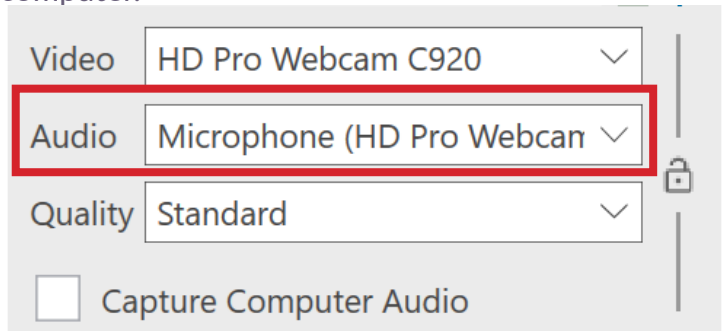 Video HD Pro Webcam C920
Audio Microphone (HD Pro Webcam
Quality Standard
Capture Computer Audio